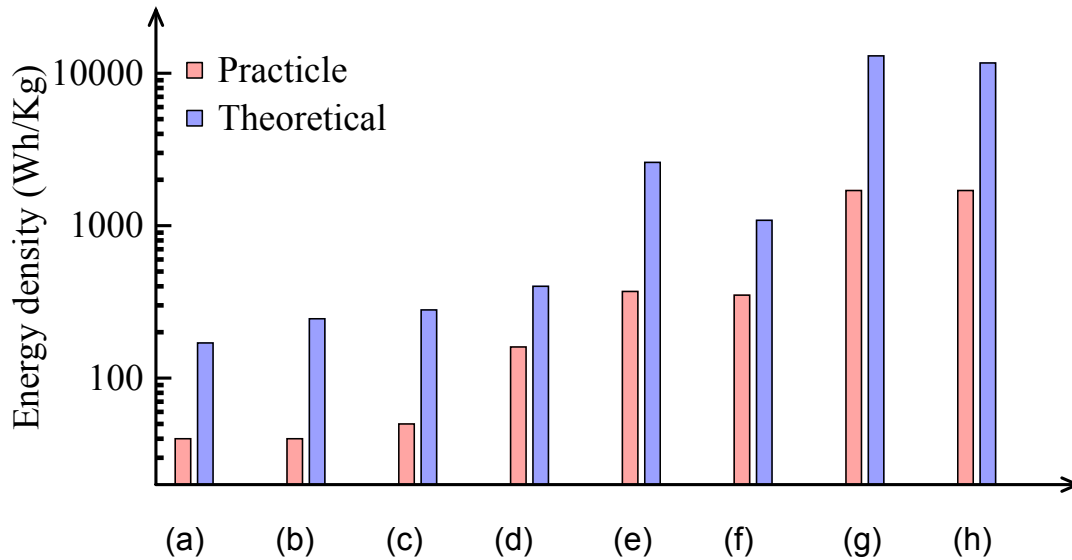 Energy density (Wh/Kg)
10000
1000
100
Practicle
Theoretical
(a) (b) (c) (d) (e) (f) (g) (h)